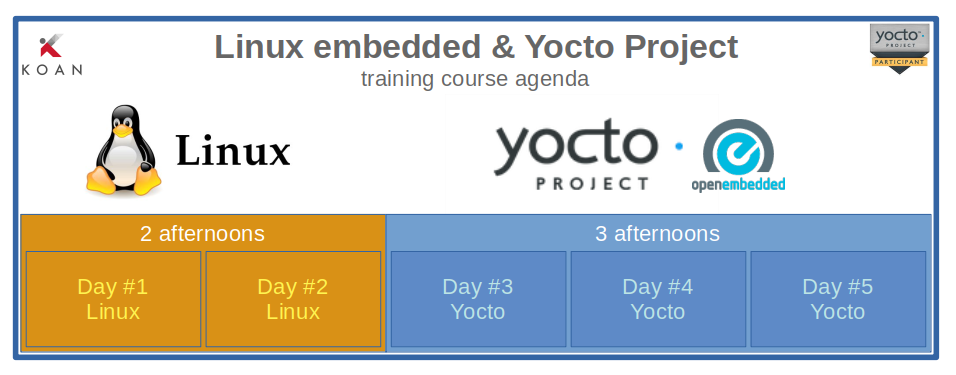 Linux embedded & Yocto Project
training course agenda
KOAN
yocto
PROJECT
PARTICIPANT
Linux
yocto
PROJECT
openembedded
2 afternoons
3 afternoons
Day #1
Linux
Day #2
Linux
Day #3
Yocto
Day #4
Yocto
Day #5
Yocto